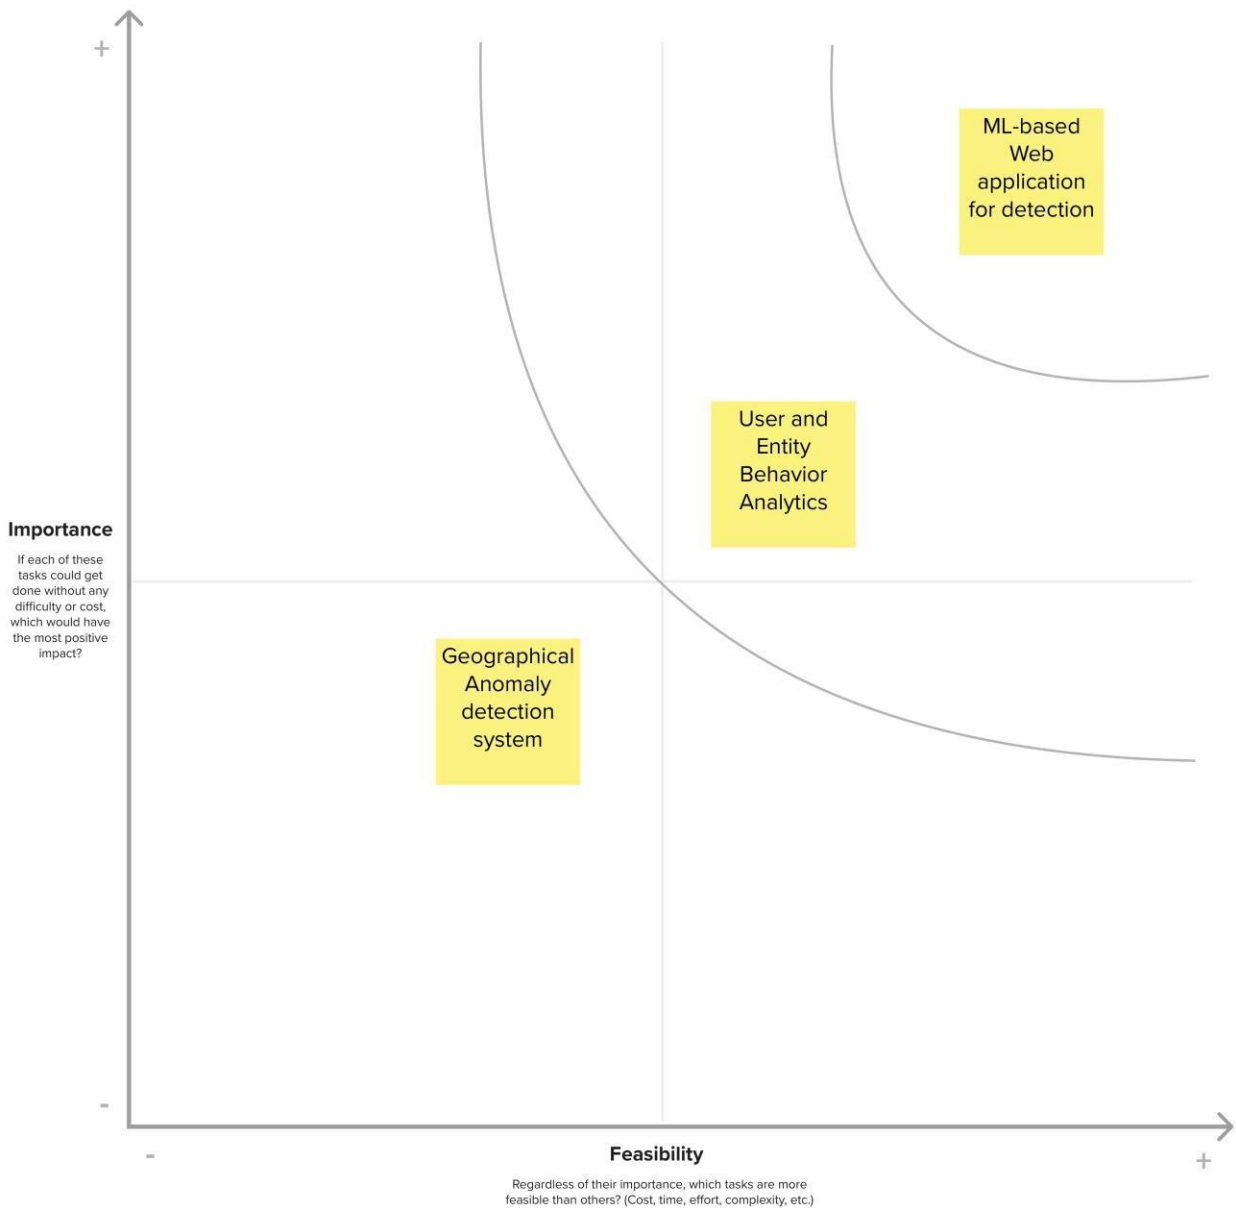 +
ML-based
Web
application
for detection
User and
Entity
Behavior
Analytics
Importance
If each of these
tasks could get
done without any
difficulty or cost,
which would have
the most positive
impact?
Geographical
Anomaly
detection
system
-
-
Feasibility
+
Regardless of their importance, which tasks are more
feasible than others? (Cost, time, effort, complexity, etc.)